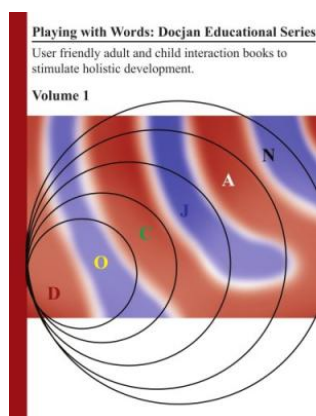 Playing with Words: Docjan Educational Series
User friendly adult and child interaction books to
stimulate holistic development.
Volume 1
D
O
C
J
A
N